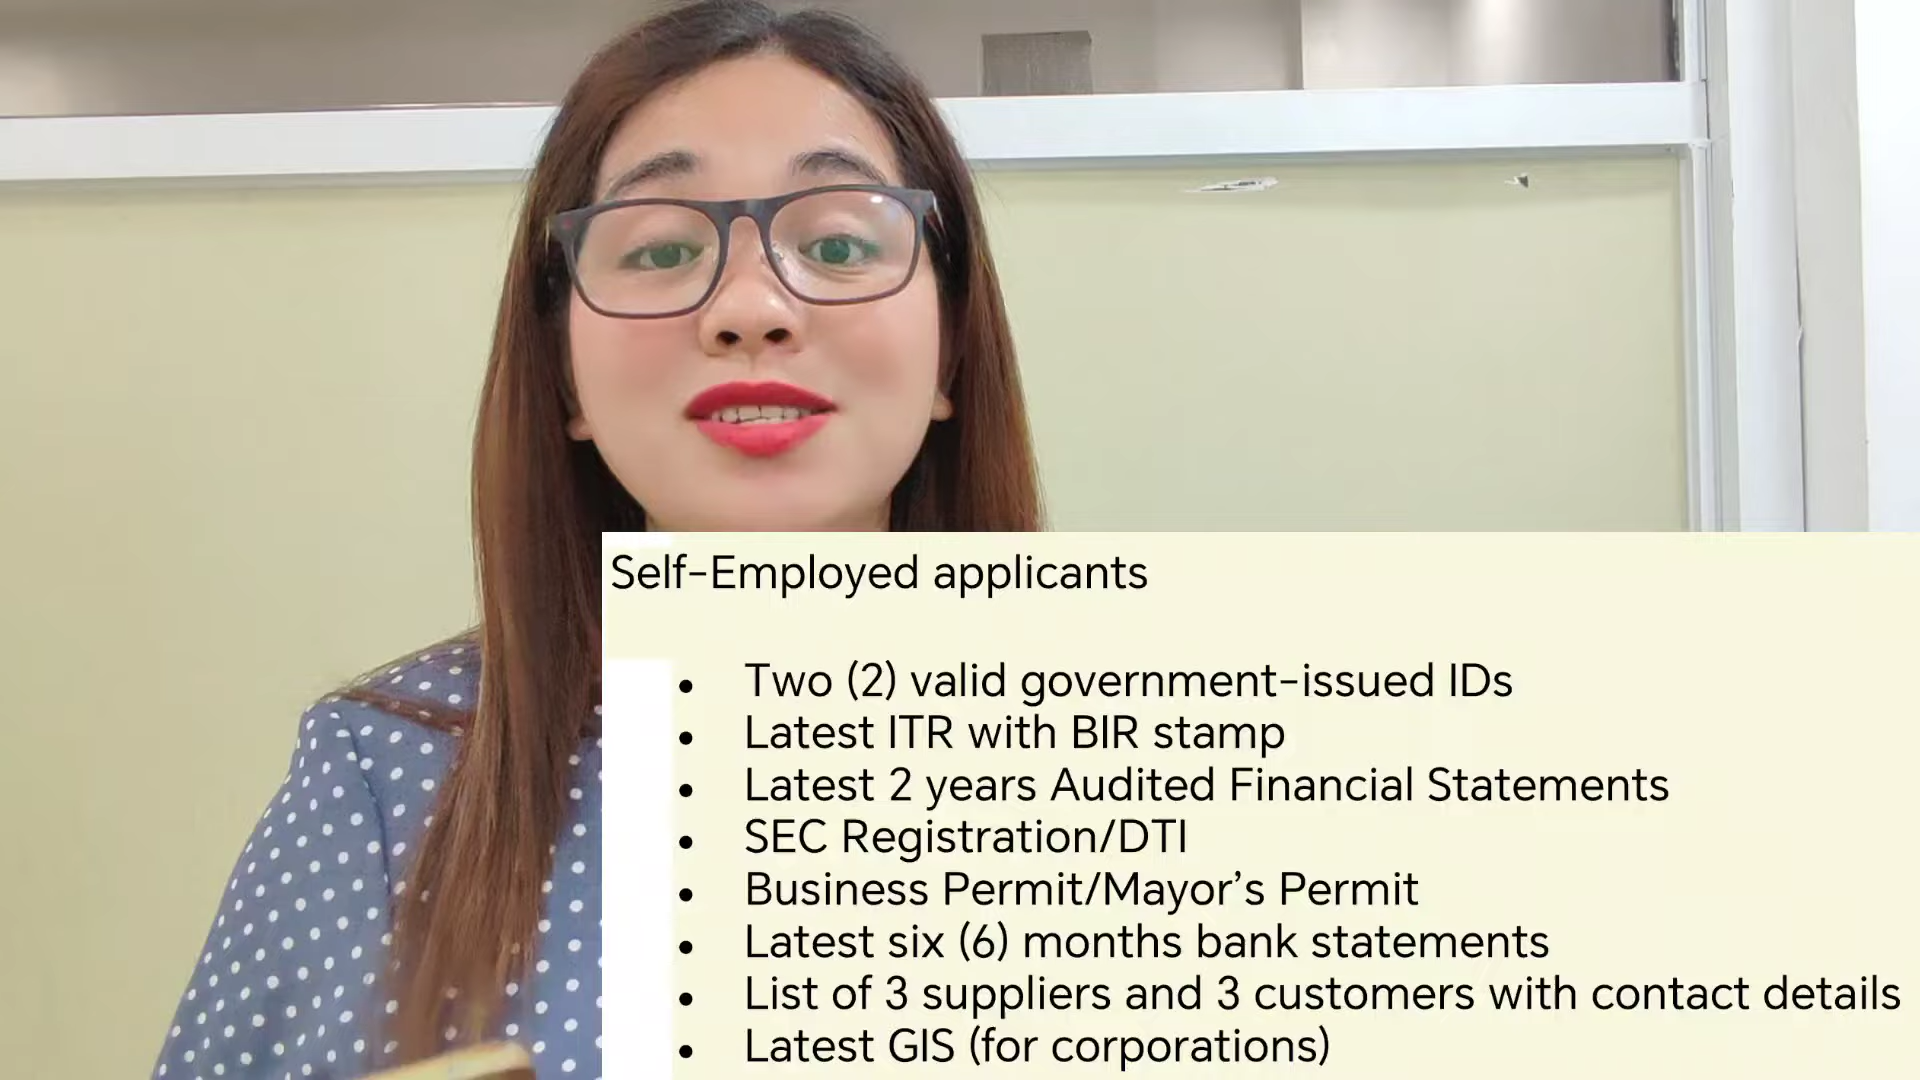 Self-Employed applicants
• Two (2) valid government-issued IDs
• Latest ITR with BIR stamp
• Latest 2 years Audited Financial Statements
• SEC Registration/DTI
• Business Permit/Mayor's Permit
• Latest six (6) months bank statements
• List of 3 suppliers and 3 customers with contact details
• Latest GIS (for corporations)